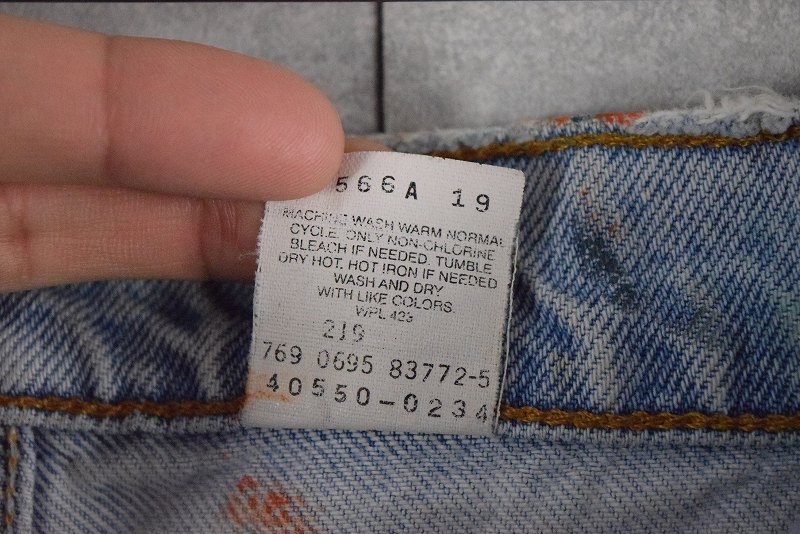 566A 19
MACHINE WASH WARM NORMAL
CYCLE. ONLY NON-CHLORINE
BLEACH IF NEEDED. TUMBLE
DRY HOT. HOT IRON IF NEEDED
WASH AND DRY
WITH LIKE COLORS.
WPL 423
219
769 0695 83772-5
40550-0234